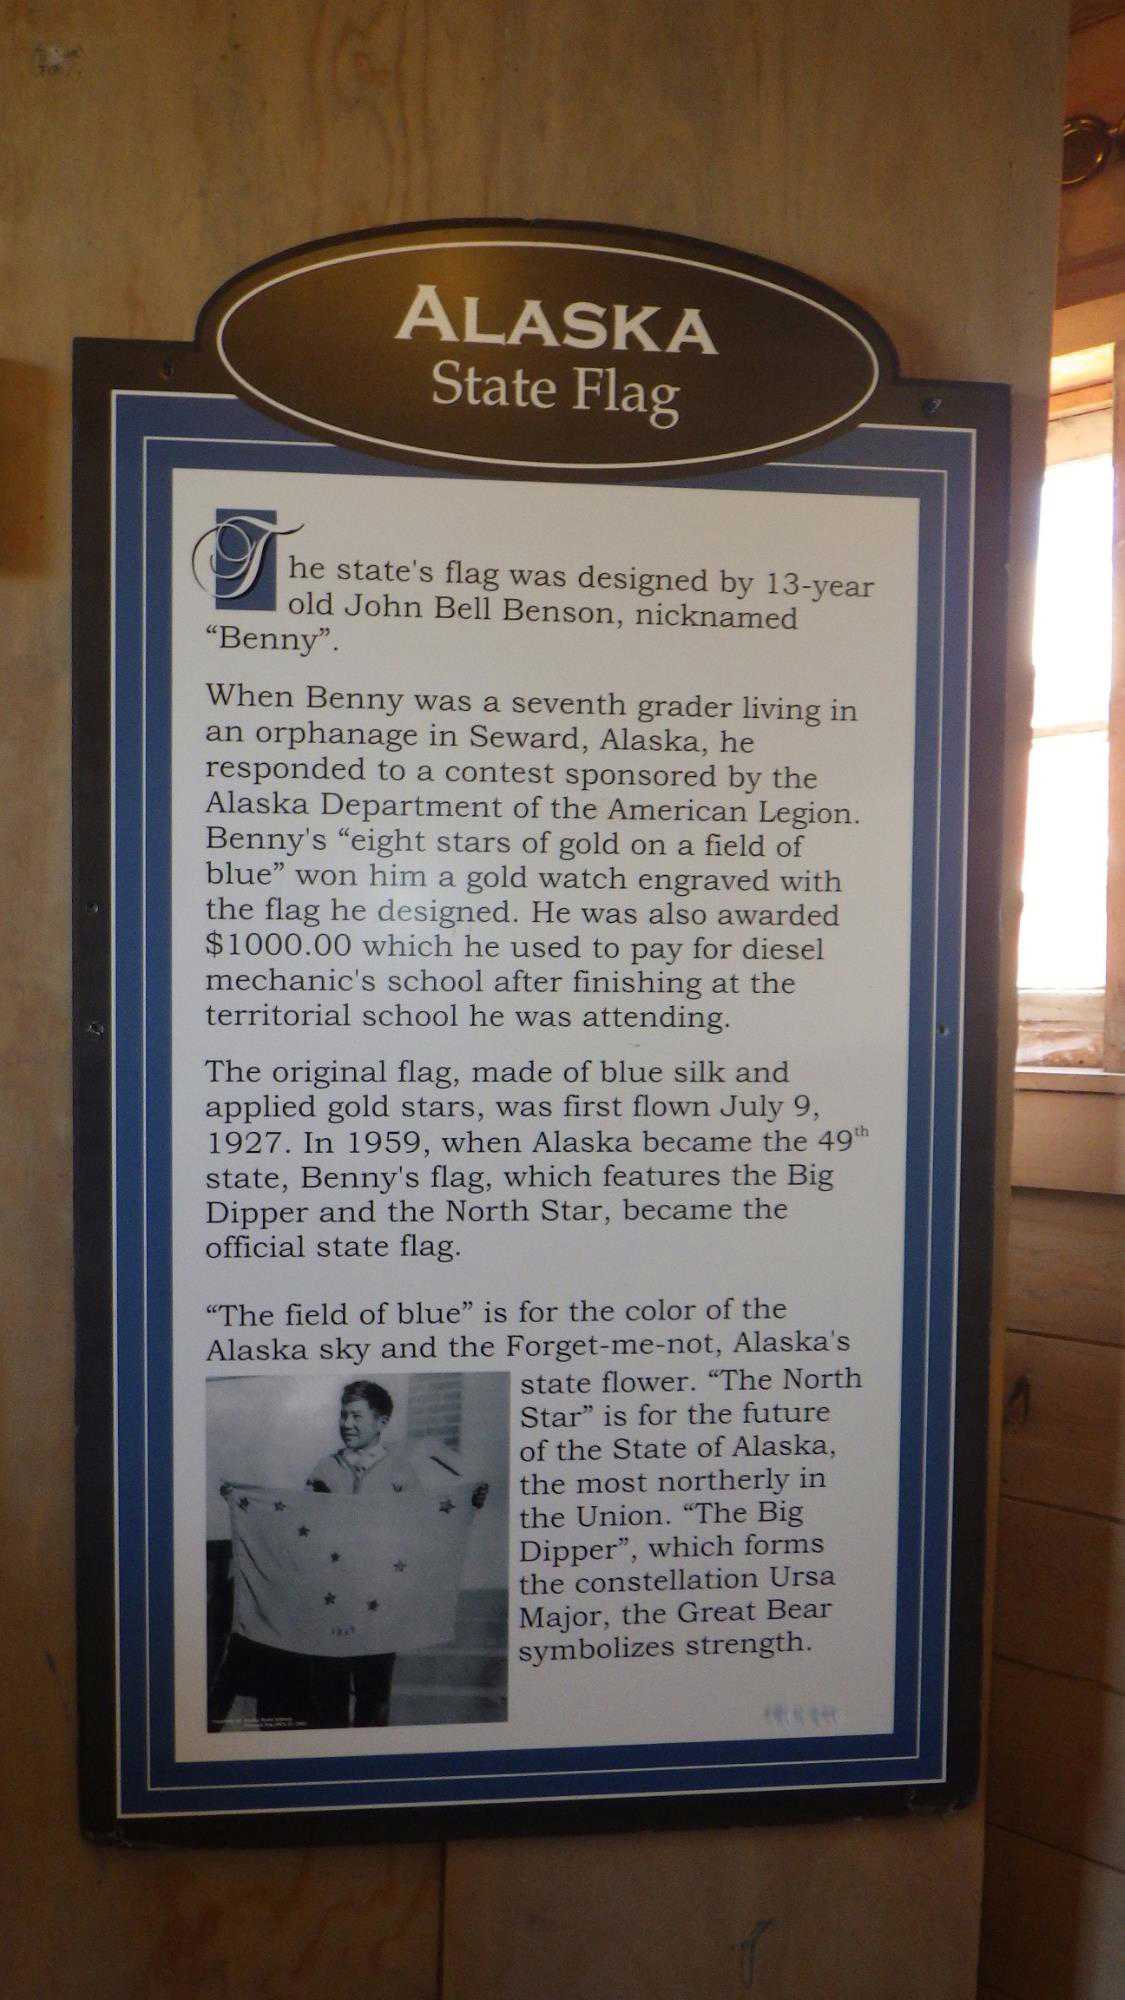 ALASKA
State Flag
The state's flag was designed by 13-year
old John Bell Benson, nicknamed
“Benny”.
When Benny was a seventh grader living in
an orphanage in Seward, Alaska, he
responded to a contest sponsored by the
Alaska Department of the American Legion.
Benny's “eight stars of gold on a field of
blue” won him a gold watch engraved with
the flag he designed. He was also awarded
$1000.00 which he used to pay for diesel
mechanic's school after finishing at the
territorial school he was attending.
The original flag, made of blue silk and
applied gold stars, was first flown July 9,
1927. In 1959, when Alaska became the 49th
state, Benny's flag, which features the Big
Dipper and the North Star, became the
official state flag.
“The field of blue” is for the color of the
Alaska sky and the Forget-me-not, Alaska's
state flower. “The North
Star” is for the future
of the State of Alaska,
the most northerly in
the Union. “The Big
Dipper”, which forms
the constellation Ursa
Major, the Great Bear
symbolizes strength.